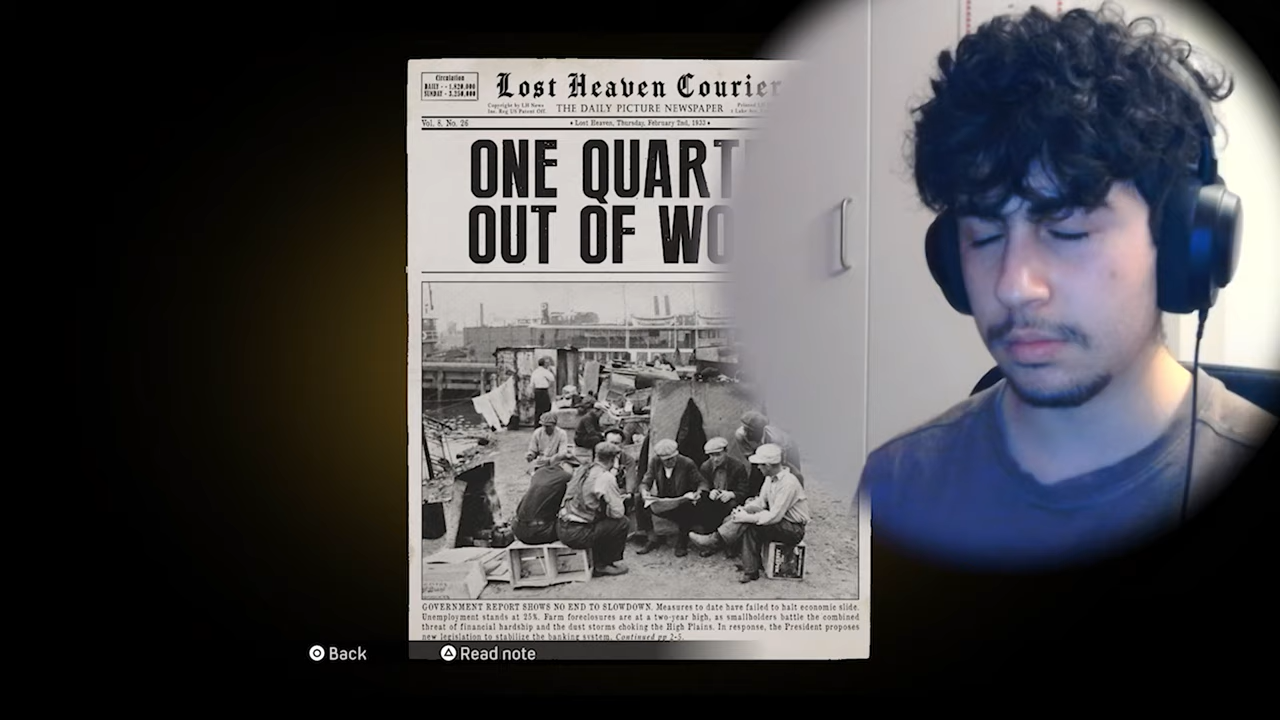 Circulation
DAILY - - 1,820,000
SUNDAY - 3,250,000
Lost Heaven Courier
Copyright by LH News
Inc. Reg US Patent Off.
THE DAILY PICTURE NEWSPAPER
Vol. 8. No. 26
• Lost Heaven, Thursday, February 2nd, 1933 •
ONE QUART
OUT OF WO
GOVERNMENT REPORT SHOWS NO END TO SLOWDOWN. Measures to date have failed to halt economic slide.
Unemployment stands at 25%. Farm foreclosures are at a two-year high, as smallholders battle the combined
threat of financial hardship and the dust storms choking the High Plains. In response, the President proposes
new legislation to stabilize the banking system. Continued pp 2-5.
Back
Read note